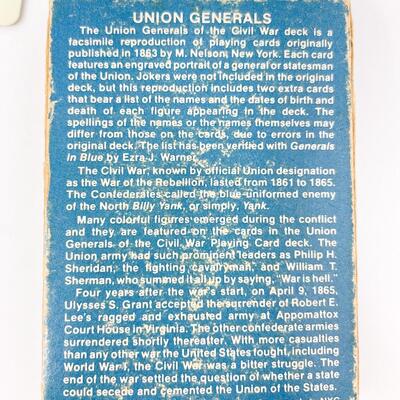 UNION GENERALS
The Union Generals of the Civil War deck is a
facsimile reproduction of playing cards originally
published in 1863 by M. Nelson, New York. Each card
features an engraved portrait of a general or statesman
of the Union. Jokers were not included in the original
deck, but this reproduction includes two extra cards
that bear a list of the names and the dates of birth and
death of each figure appearing in the deck. The
spellings of the names or the names themselves may
differ from those on the cards, due to errors in the
original deck. The list has been verified with Generals
In Blue by Ezra J. Warner.
The Civil War, known by official Union designation
as the War of the Rebellion, lasted from 1861 to 1865.
The Confederates called the blue-uniformed enemy
of the North Billy Yank, or simply, Yank.
Many colorful figures emerged during the conflict
and they are featured on the cards in the Union
Generals of the Civil War Playing Card deck. The
Union army had such prominent leaders as Philip H.
Sheridan, the fighting cavalryman, and William T.
Sherman, who summed it all up by saying, "War is hell."
Four years after the war's start, on April 9, 1865,
Ulysses S. Grant accepted the surrender of Robert E.
Lee's ragged and exhausted army at Appomattox
Court House in Virginia. The other confederate armies
surrendered shortly thereafter. With more casualties
than any other war the United States fought, including
World War I, the Civil War was a bitter struggle. The
end of the war settled the question of whether a state
could secede and cemented the Union of the States.
NYC